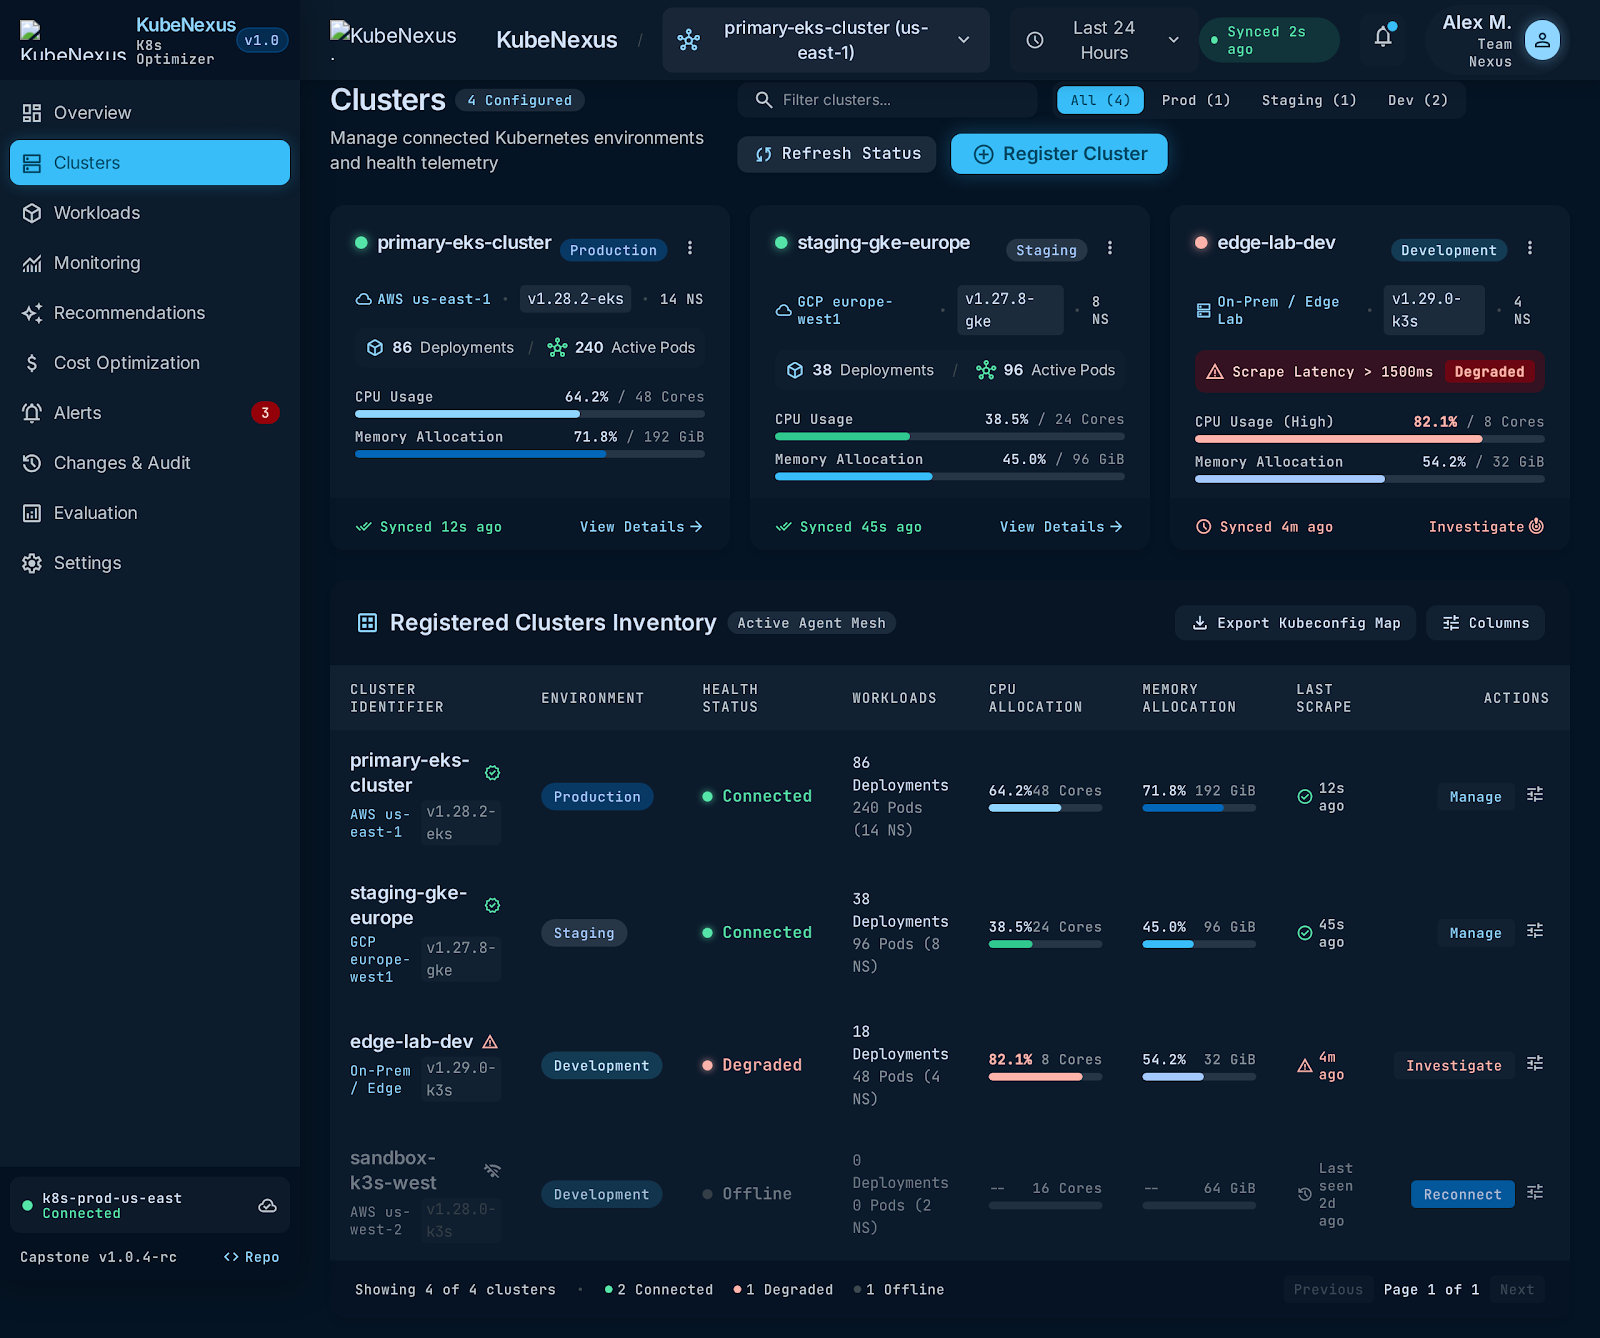 KubeNexus
KubeNexus
K8s
Optimizer
v1.0
KubeNexus
KubeNexus
/
primary-eks-cluster (us-
east-1)
Last 24
Hours
Synced 2s
ago
Alex M.
Team
Nexus
Overview
Clusters
Workloads
Monitoring
Recommendations
Cost Optimization
Alerts
3
Changes & Audit
Evaluation
Settings
k8s-prod-us-east
Connected
Capstone v1.0.4-rc
Repo
Clusters
4 Configured
Manage connected Kubernetes environments
and health telemetry
Filter clusters...
All (4)
Prod (1)
Staging (1)
Dev (2)
Refresh Status
Register Cluster
primary-eks-cluster
Production
AWS us-east-1
v1.28.2-eks
14 NS
86 Deployments / 240 Active Pods
CPU Usage 64.2% / 48 Cores
Memory Allocation 71.8% / 192 GiB
Synced 12s ago
View Details
staging-gke-europe
Staging
GCP europe-
west1
v1.27.8-
gke
8
NS
38 Deployments / 96 Active Pods
CPU Usage 38.5% / 24 Cores
Memory Allocation 45.0% / 96 GiB
Synced 45s ago
View Details
edge-lab-dev
Development
On-Prem / Edge
Lab
v1.29.0-
k3s
4
NS
Scrape Latency > 1500ms Degraded
CPU Usage (High) 82.1% / 8 Cores
Memory Allocation 54.2% / 32 GiB
Synced 4m ago
Investigate
Registered Clusters Inventory
Active Agent Mesh
Export Kubeconfig Map
Columns
CLUSTER
IDENTIFIER
ENVIRONMENT
HEALTH
STATUS
WORKLOADS
CPU
ALLOCATION
MEMORY
ALLOCATION
LAST
SCRAPE
ACTIONS
primary-eks-
cluster
AWS us-
east-1
v1.28.2-
eks
Production
Connected
86
Deployments
240 Pods
(14 NS)
64.2%48 Cores
71.8% 192 GiB
12s
ago
Manage
staging-gke-
europe
GCP
europe-
west1
v1.27.8-
gke
Staging
Connected
38
Deployments
96 Pods (8
NS)
38.5%24 Cores
45.0% 96 GiB
45s
ago
Manage
edge-lab-dev
On-Prem
/ Edge
v1.29.0-
k3s
Development
Degraded
18
Deployments
48 Pods (4
NS)
82.1% 8 Cores
54.2% 32 GiB
4m
ago
Investigate
sandbox-
k3s-west
AWS us-
west-2
v1.28.0-
k3s
Development
Offline
0
Deployments
0 Pods (2
NS)
-- 16 Cores
-- 64 GiB
Last
seen
2d
ago
Reconnect
Showing 4 of 4 clusters
2 Connected
1 Degraded
1 Offline
Previous
Page 1 of 1
Next